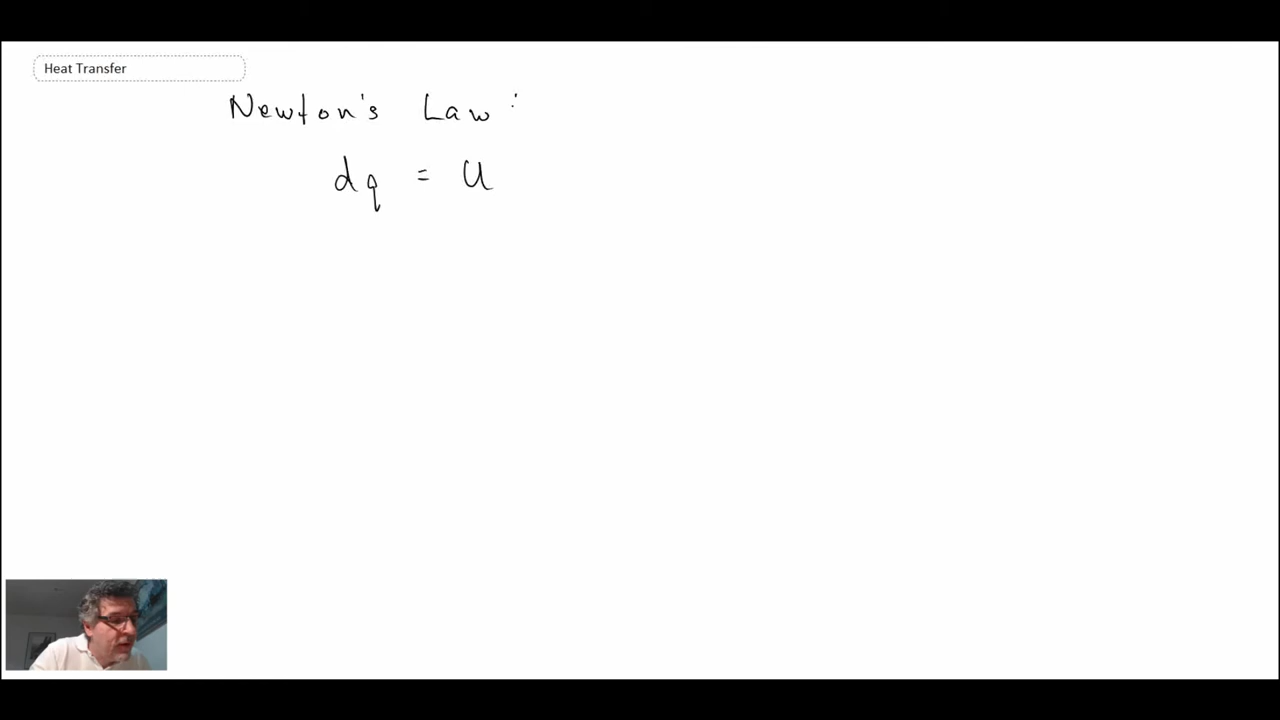 Heat Transfer
Newton's Law :
dq = U